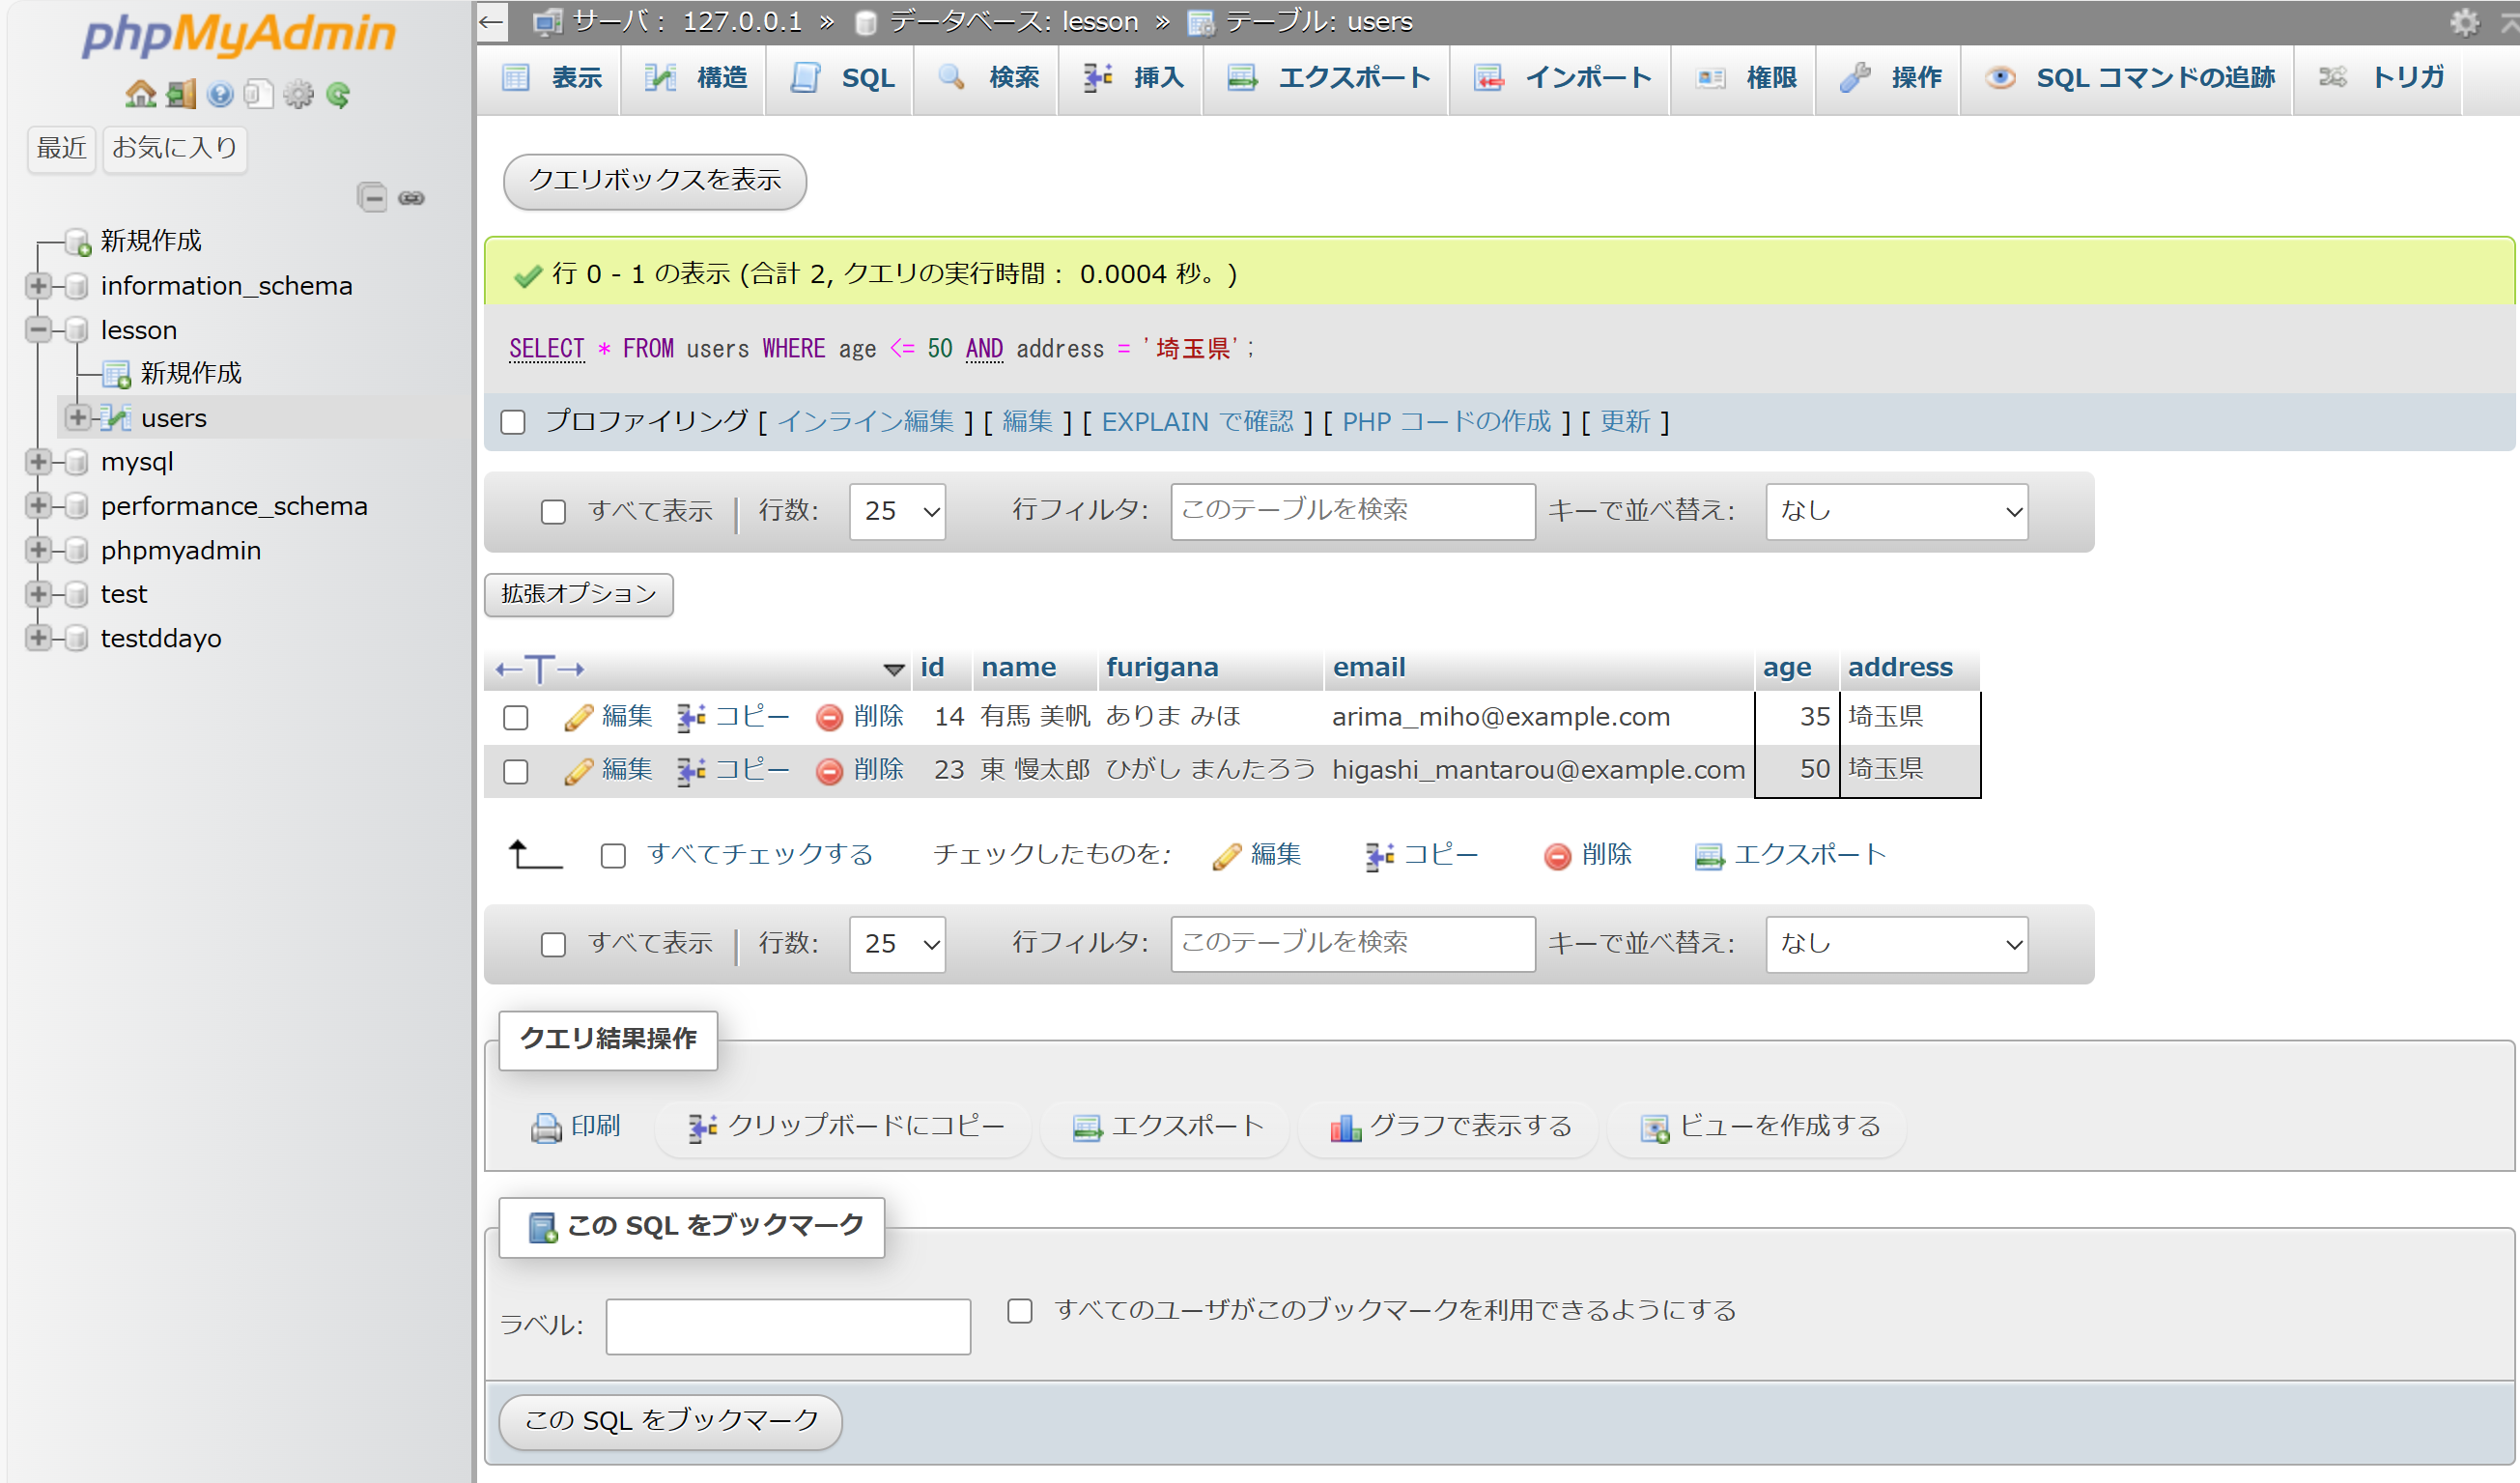 phpMyAdmin
最近 お気に入り
新規作成
information_schema
lesson
新規作成
users
mysql
performance_schema
phpmyadmin
test
testddayo
← サーバ： 127.0.0.1 » データベース: lesson » テーブル: users
表示 構造 SQL 検索 挿入 エクスポート インポート 権限 操作 SQL コマンドの追跡 トリガ
クエリボックスを表示
行 0 - 1 の表示 (合計 2, クエリの実行時間： 0.0004 秒。)
SELECT * FROM users WHERE age <= 50 AND address = '埼玉県';
プロファイリング [ インライン編集 ] [ 編集 ] [ EXPLAIN で確認 ] [ PHP コードの作成 ] [ 更新 ]
すべて表示 | 行数: 25 行フィルタ: このテーブルを検索 キーで並べ替え: なし
拡張オプション
←T→ id name furigana email age address
編集 コピー 削除 14 有馬 美帆 ありま みほ arima_miho@example.com 35 埼玉県
編集 コピー 削除 23 東 慢太郎 ひがし まんたろう higashi_mantarou@example.com 50 埼玉県
すべてチェックする チェックしたものを: 編集 コピー 削除 エクスポート
すべて表示 | 行数: 25 行フィルタ: このテーブルを検索 キーで並べ替え: なし
クエリ結果操作
印刷 クリップボードにコピー エクスポート グラフで表示する ビューを作成する
この SQL をブックマーク
ラベル: すべてのユーザがこのブックマークを利用できるようにする
この SQL をブックマーク